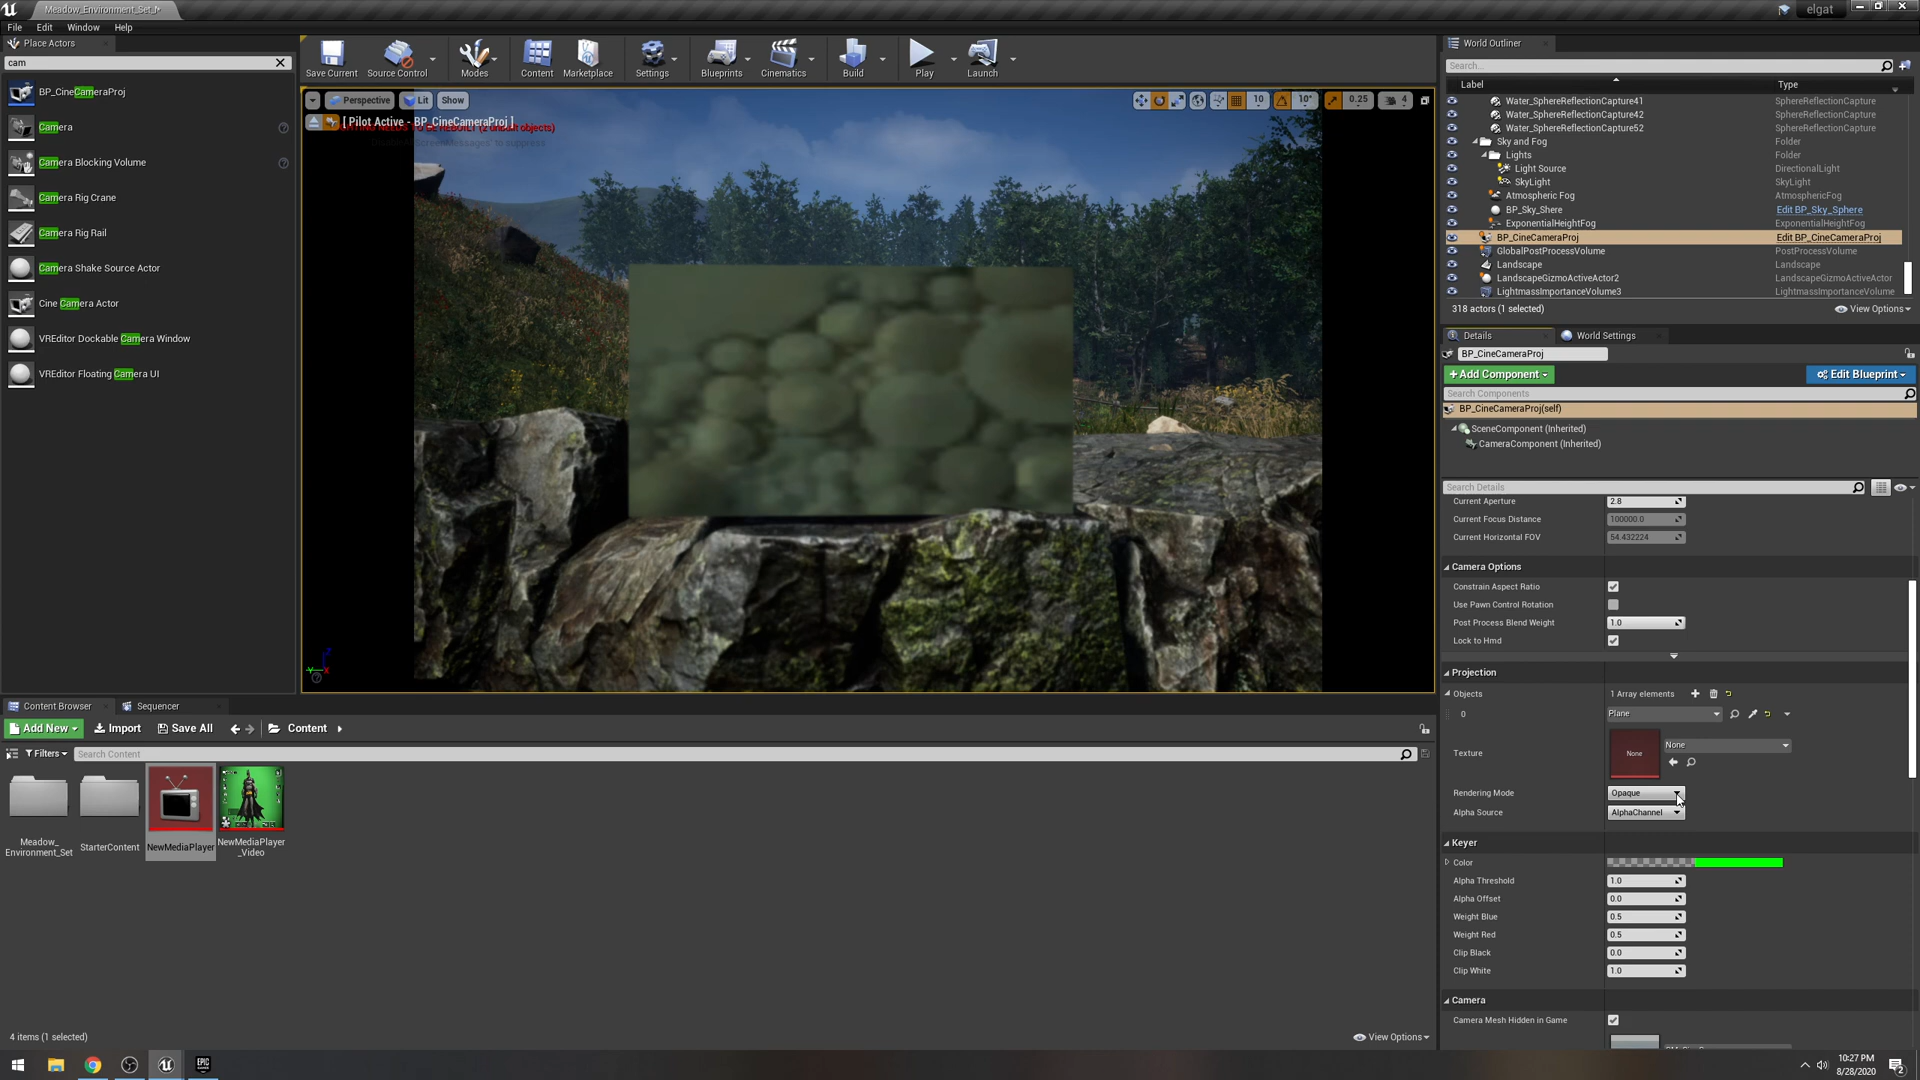 Meadow_Environment_Set_f*
elgat
File Edit Window Help
Place Actors
cam
BP_CineCameraProj
Camera
Camera Blocking Volume
Camera Rig Crane
Camera Rig Rail
Camera Shake Source Actor
Cine Camera Actor
VREditor Dockable Camera Window
VREditor Floating Camera UI
Save Current Source Control Modes Content Marketplace Settings Blueprints Cinematics Build Play Launch
Perspective Lit Show
10 10° 0.25 4
[ Pilot Active - BP_CineCameraProj ]
World Outliner
Search...
Label Type
Water_SphereReflectionCapture41 SphereReflectionCapture
Water_SphereReflectionCapture42 SphereReflectionCapture
Water_SphereReflectionCapture52 SphereReflectionCapture
Sky and Fog Folder
Lights Folder
Light Source DirectionalLight
SkyLight SkyLight
Atmospheric Fog AtmosphericFog
BP_Sky_Shere Edit BP_Sky_Sphere
ExponentialHeightFog ExponentialHeightFog
BP_CineCameraProj Edit BP_CineCameraProj
GlobalPostProcessVolume PostProcessVolume
Landscape Landscape
LandscapeGizmoActiveActor2 LandscapeGizmoActiveActor
LightmassImportanceVolume3 LightmassImportanceVolume
318 actors (1 selected) View Options
Details World Settings
BP_CineCameraProj
+ Add Component Edit Blueprint
Search Components
BP_CineCameraProj(self)
SceneComponent (Inherited)
CameraComponent (Inherited)
Search Details
Current Aperture 2.8
Current Focus Distance 100000.0
Current Horizontal FOV 54.432224
Camera Options
Constrain Aspect Ratio
Use Pawn Control Rotation
Post Process Blend Weight 1.0
Lock to Hmd
Projection
Objects 1 Array elements
0 Plane
Texture None None
Rendering Mode Opaque
Alpha Source AlphaChannel
Keyer
Color
Alpha Threshold 1.0
Alpha Offset 0.0
Weight Blue 0.5
Weight Red 0.5
Clip Black 0.0
Clip White 1.0
Camera
Camera Mesh Hidden in Game
Content Browser Sequencer
Add New Import Save All Content
Filters Search Content
Meadow_
Environment_Set
StarterContent
NewMediaPlayer
NewMediaPlayer
_Video
4 items (1 selected) View Options
EPIC
GAMES
10:27 PM
8/28/2020
2